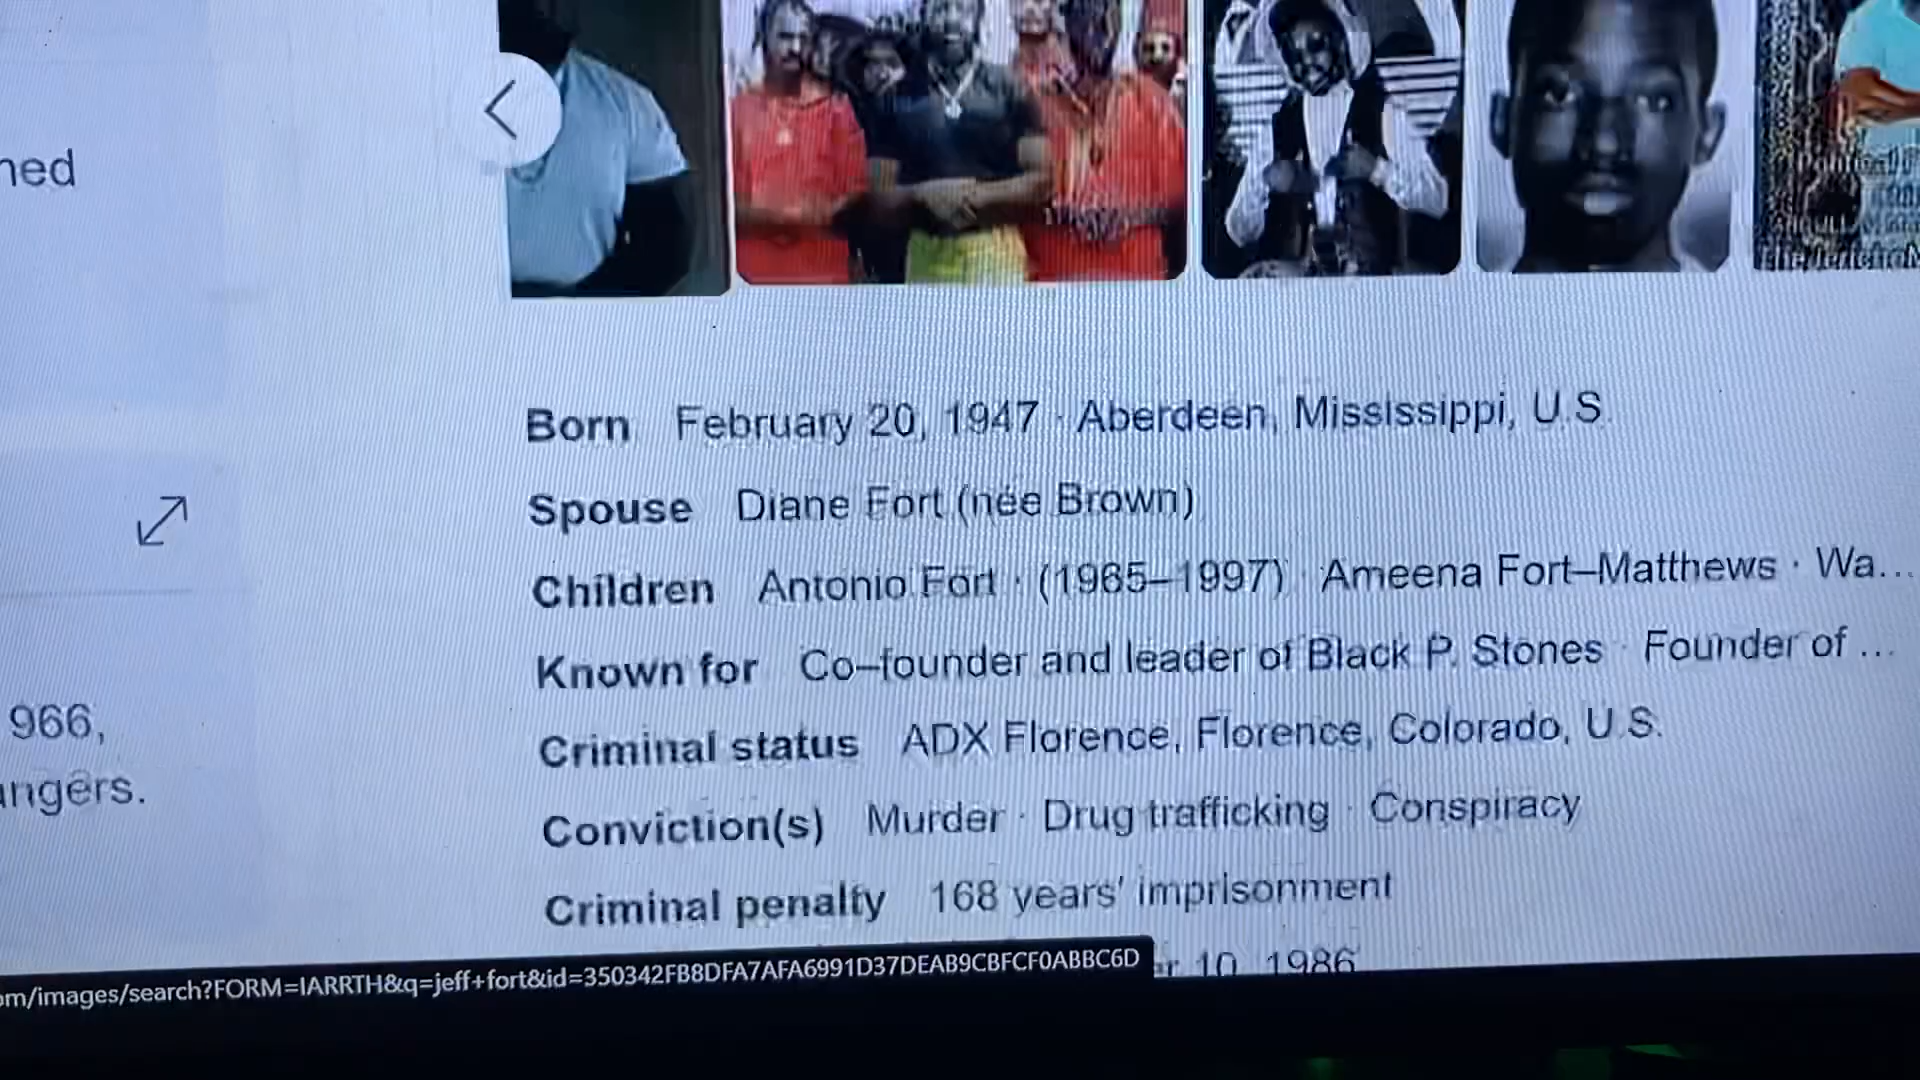 ned
966,
ngers.
Born February 20, 1947 · Aberdeen, Mississippi, U.S.
Spouse Diane Fort (née Brown)
Children Antonio Fort · (1965–1997) · Ameena Fort–Matthews · Wa...
Known for Co–founder and leader of Black P. Stones · Founder of ...
Criminal status ADX Florence, Florence, Colorado, U.S.
Conviction(s) Murder · Drug trafficking · Conspiracy
Criminal penalty 168 years' imprisonment
r 10, 1986
om/images/search?FORM=IARRTH&q=jeff+fort&id=350342FB8DFA7AFA6991D37DEAB9CBFCF0ABBC6D